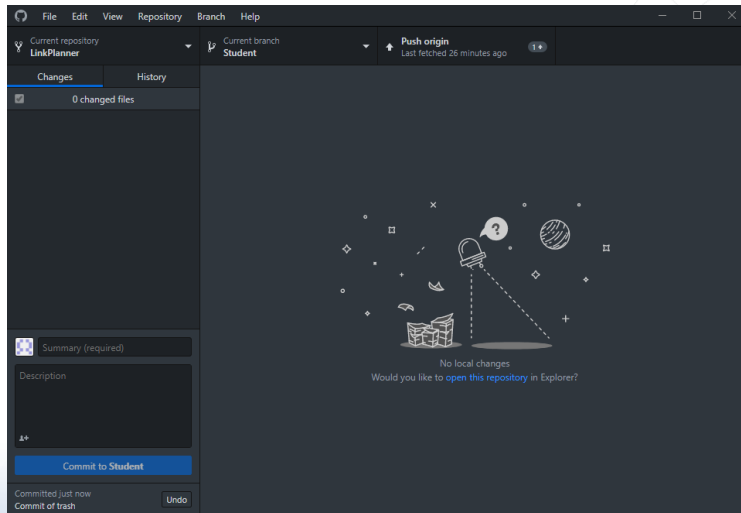 File Edit View Repository Branch Help
Current repository
LinkPlanner
Current branch
Student
Push origin
Last fetched 26 minutes ago
1
Changes History
0 changed files
?
No local changes
Would you like to open this repository in Explorer?
Summary (required)
Description
Commit to Student
Committed just now
Commit of trash
Undo